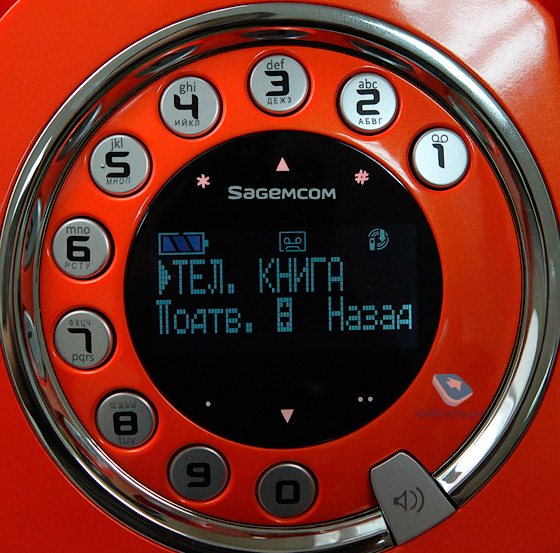 def
3
ДЕЖЗ
ghi
4
ИЙКЛ
abc
2
АБВГ
jkl
5
МНОП
1
* #
SAGEMCOM
mno
6
РСТУ
ТЕЛ. КНИГА
Подтв. Назад
ФХЦЧ
7
pqrs
ШЩЪЫ
8
tuv
9
0